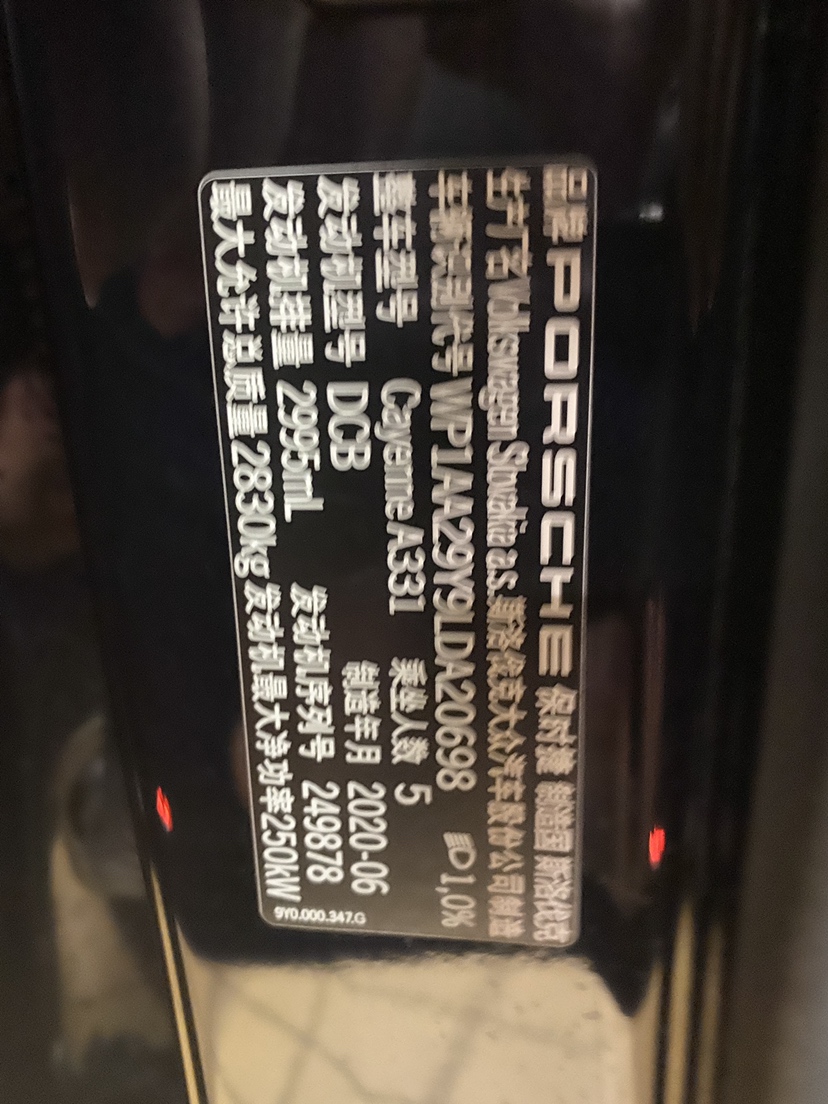 品牌 PORSCHE 保时捷 制造国 斯洛伐克
生产厂名 Volkswagen Slovakia a.s. 斯洛伐克大众汽车股份公司制造
车辆识别代号 WP1AA29Y9LDA20698 1,0%
整车型号 Cayenne A33I 乘坐人数 5
发动机型号 DCB 制造年月 2020-06
发动机排量 2995mL 发动机序列号 249878
最大允许总质量 2830kg 发动机最大净功率 250kW
9Y0.000.347.G